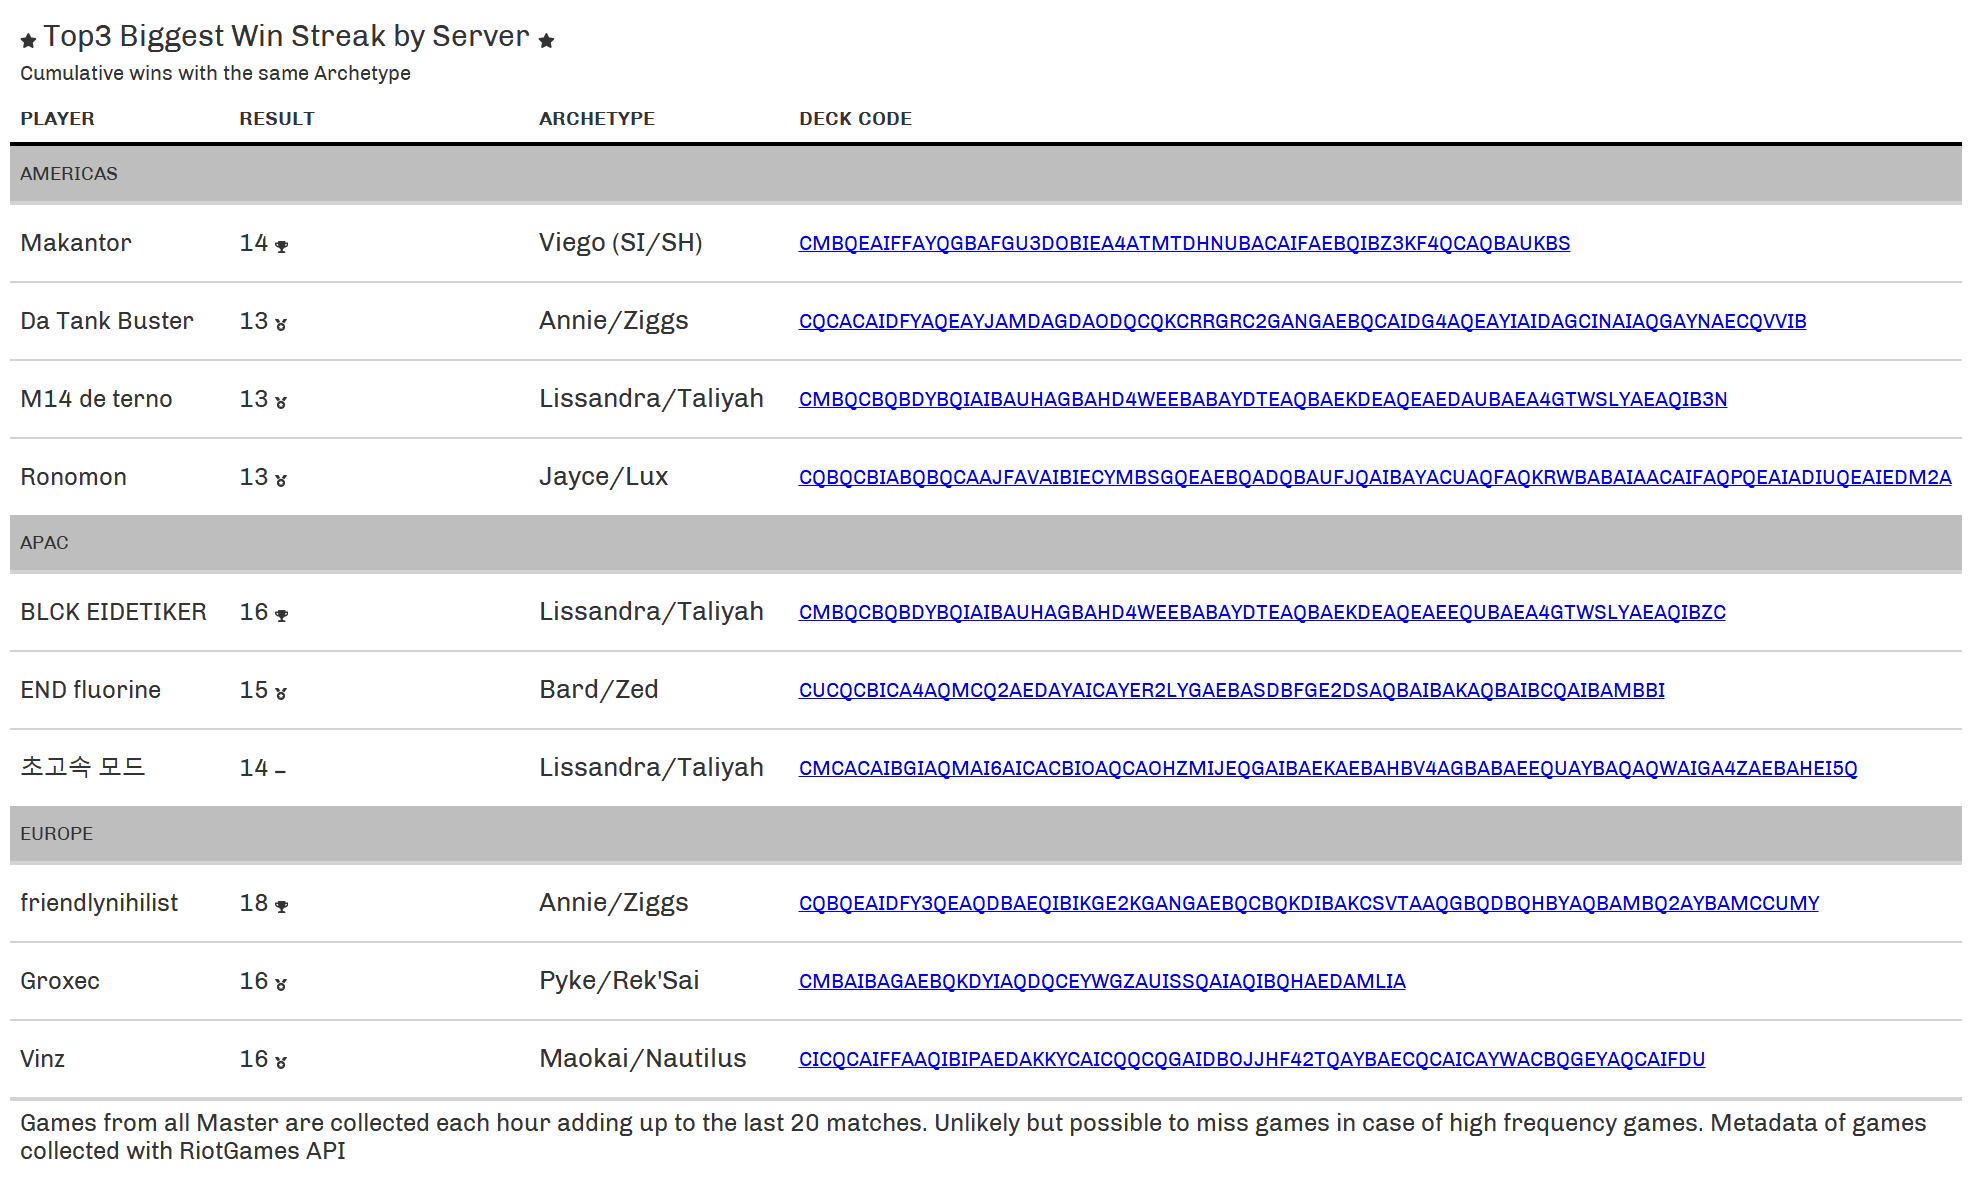 ★ Top3 Biggest Win Streak by Server ★
Cumulative wins with the same Archetype
PLAYER RESULT ARCHETYPE DECK CODE
AMERICAS
Makantor 14 Viego (SI/SH) CMBQEAIFFAYQGBAFGU3DOBIEA4ATMTDHNUBACAIFAEBQIBZ3KF4QCAQBAUKBS
Da Tank Buster 13 Annie/Ziggs CQCACAIDFYAQEAYJAMDAGDAODQCQKCRRGRC2GANGAEBQCAIDG4AQEAYIAIDAGCINAIAQGAYNAECQVVIB
M14 de terno 13 Lissandra/Taliyah CMBQCBQBDYBQIAIBAUHAGBAHD4WEEBABAYDTEAQBAEKDEAQEAEDAUBAEA4GTWSLYAEAQIB3N
Ronomon 13 Jayce/Lux CQBQCBIABQBQCAAJFAVAIBIECYMBSGQEAEBQADQBAUFJQAIBAYACUAQFAQKRWBABAIAACAIFAQPQEAIADIUQEAIEDM2A
APAC
BLCK EIDETIKER 16 Lissandra/Taliyah CMBQCBQBDYBQIAIBAUHAGBAHD4WEEBABAYDTEAQBAEKDEAQEAEEQUBAEA4GTWSLYAEAQIBZC
END fluorine 15 Bard/Zed CUCQCBICA4AQMCQ2AEDAYAICAYER2LYGAEBASDBFGE2DSAQBAIBAKAQBAIBCQAIBAMBBI
초고속 모드 14 – Lissandra/Taliyah CMCACAIBGIAQMAI6AICACBIOAQCAOHZMIJEQGAIBAEKAEBAHBV4AGBABAEEQUAYBAQAQWAIGA4ZAEBAHEI5Q
EUROPE
friendlynihilist 18 Annie/Ziggs CQBQEAIDFY3QEAQDBAEQIBIKGE2KGANGAEBQCBQKDIBAKCSVTAAQGBQDBQHBYAQBAMBQ2AYBAMCCUMY
Groxec 16 Pyke/Rek'Sai CMBAIBAGAEBQKDYIAQDQCEYWGZAUISSQAIAQIBQHAEDAMLIA
Vinz 16 Maokai/Nautilus CICQCAIFFAAQIBIPAEDAKKYCAICQQCQGAIDBOJJHF42TQAYBAECQCAICAYWACBQGEYAQCAIFDU
Games from all Master are collected each hour adding up to the last 20 matches. Unlikely but possible to miss games in case of high frequency games. Metadata of games
collected with RiotGames API